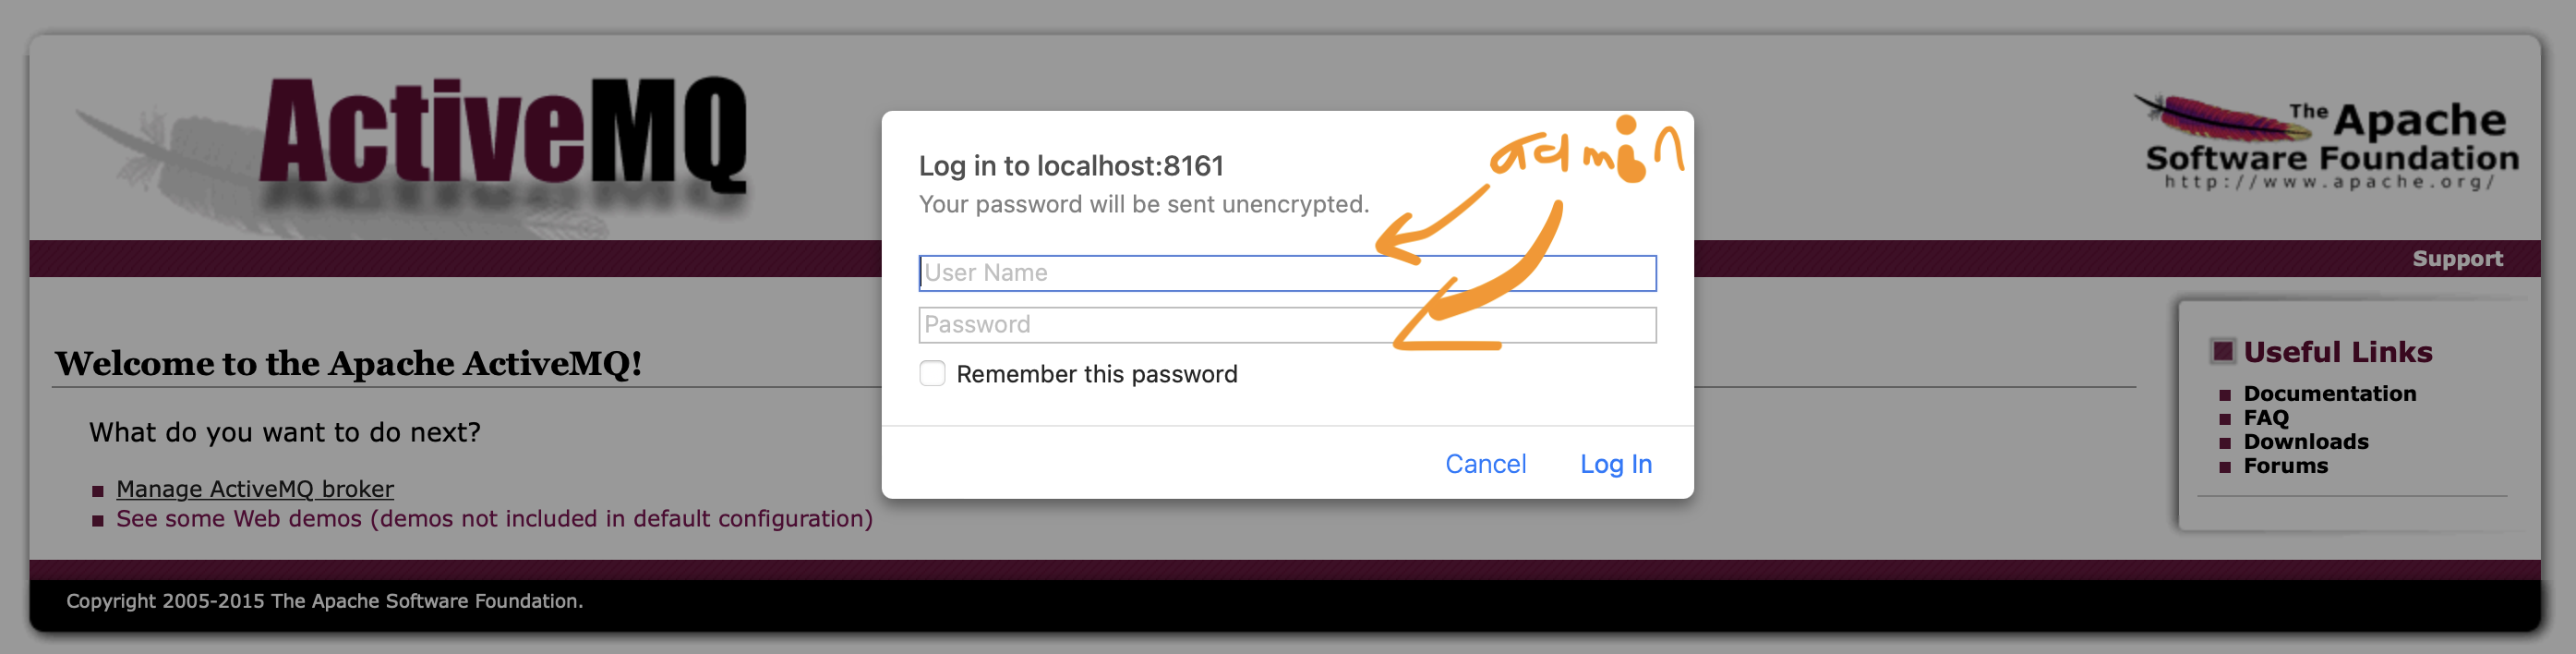 ActiveMQ
The Apache
Software Foundation
http://www.apache.org/
Support
Log in to localhost:8161
Your password will be sent unencrypted.
admin
User Name
Password
Remember this password
Cancel Log In
Welcome to the Apache ActiveMQ!
What do you want to do next?
Manage ActiveMQ broker
See some Web demos (demos not included in default configuration)
Useful Links
Documentation
FAQ
Downloads
Forums
Copyright 2005-2015 The Apache Software Foundation.